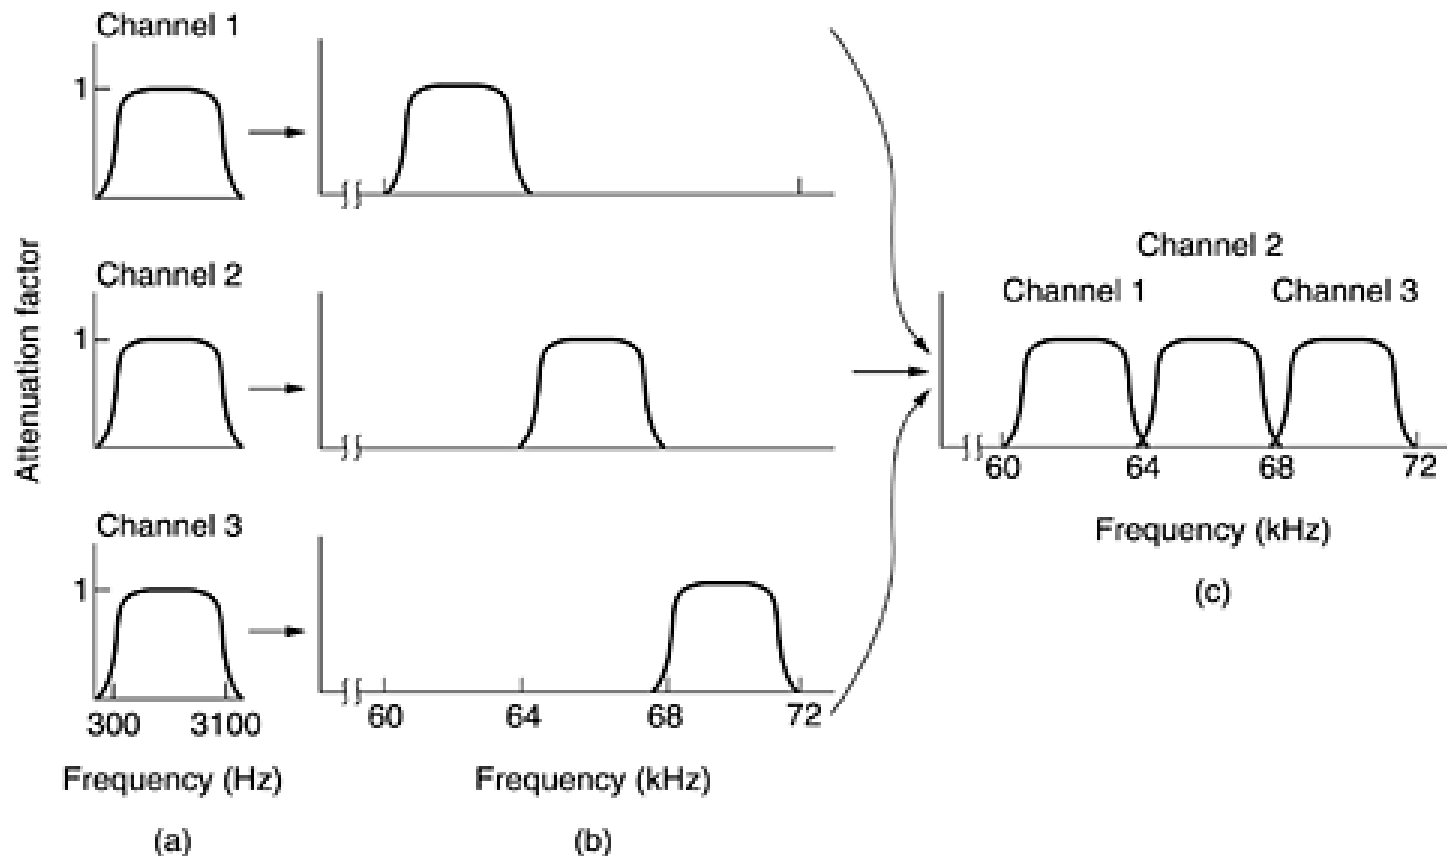 Channel 1
1
Attenuation factor
Channel 2
1
Channel 3
1
300 3100
Frequency (Hz)
(a)
60 64 68 72
Frequency (kHz)
(b)
Channel 2
Channel 1 Channel 3
60 64 68 72
Frequency (kHz)
(c)